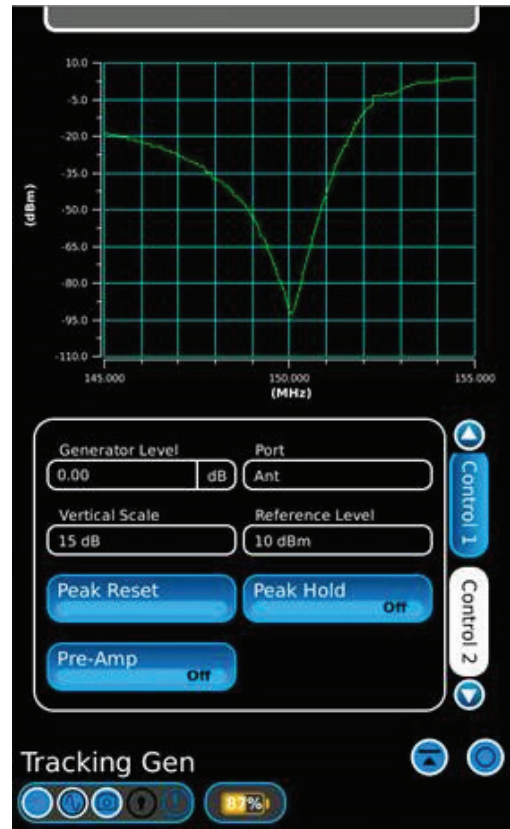 10.0
-5.0
-20.0
-35.0
-50.0
-65.0
-80.0
-95.0
-110.0
(dBm)
145.000 150.000 155.000
(MHz)
Generator Level Port
0.00 dB Ant
Vertical Scale Reference Level
15 dB 10 dBm
Peak Reset Peak Hold
Off
Pre-Amp
Off
Control 1
Control 2
Tracking Gen
87%